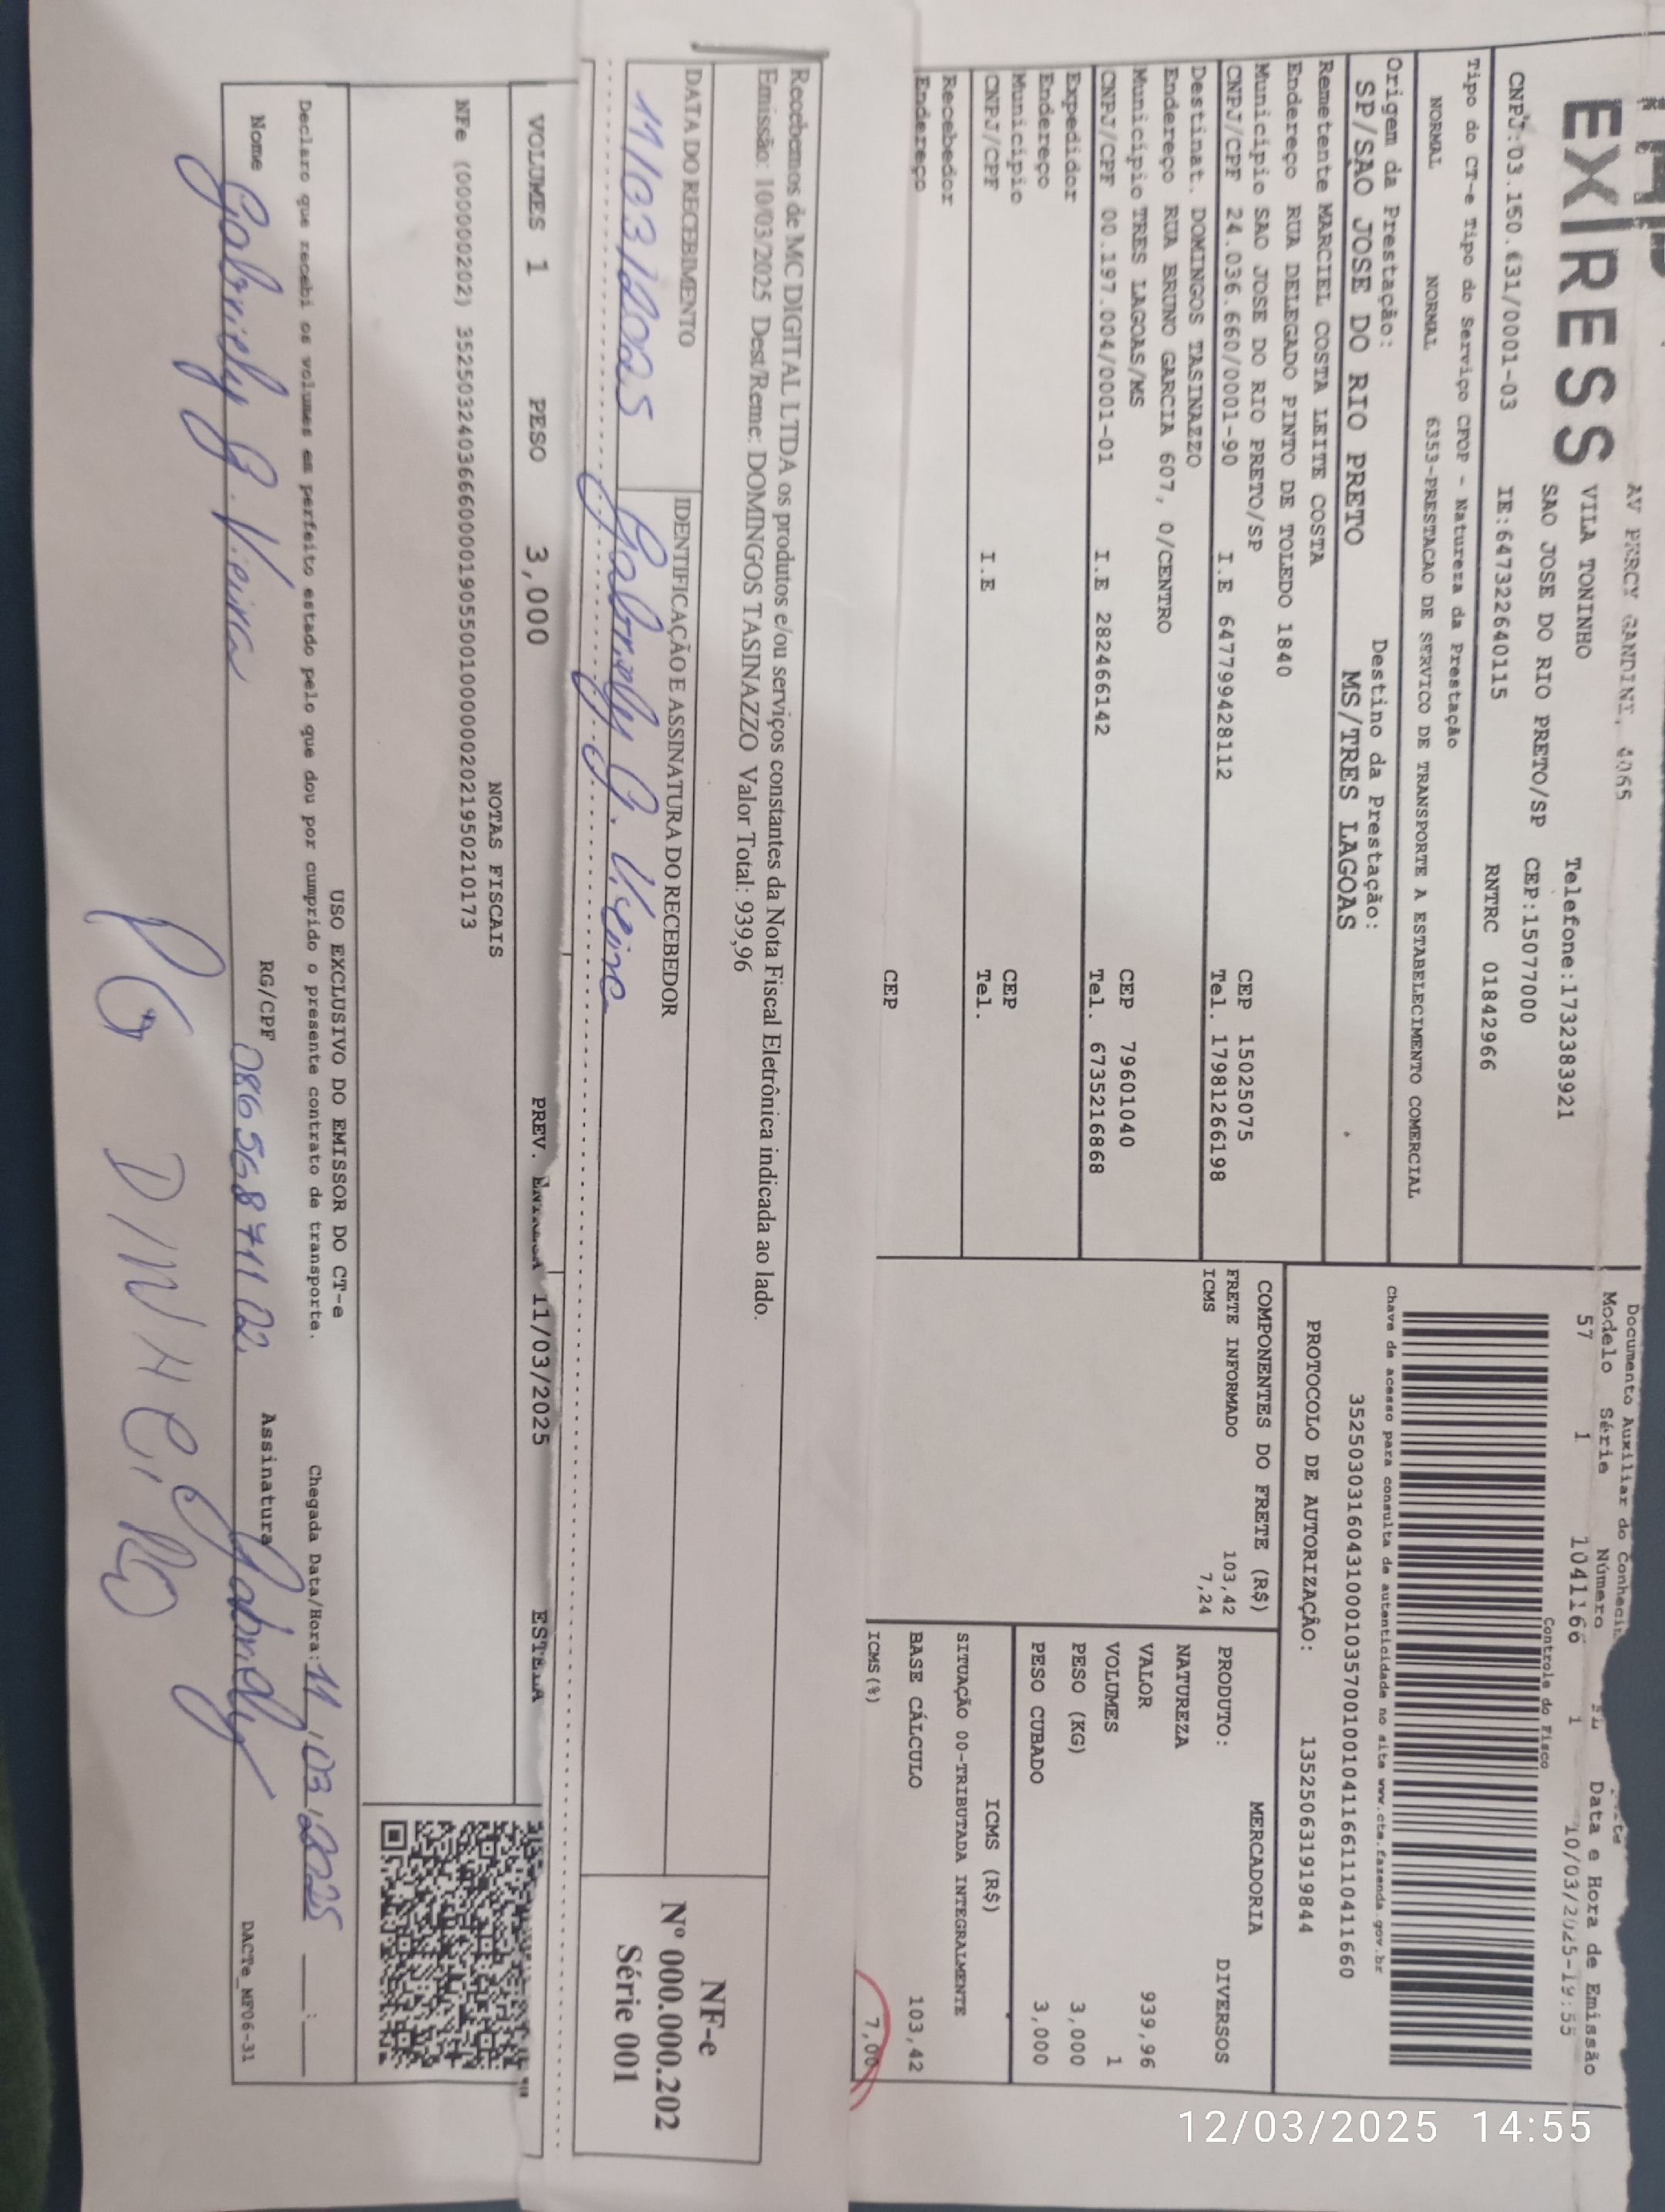 EXPRESS
AV PERCY GANDINI, 4065
VILA TONINHO
Telefone:1732383921
SAO JOSE DO RIO PRETO/SP CEP:15077000
CNPJ:03.150.631/0001-03 IE:647322640115 RNTRC 01842966
Tipo do CT-e Tipo do Serviço CFOP - Natureza da Prestação
NORMAL NORMAL 6353-PRESTACAO DE SERVICO DE TRANSPORTE A ESTABELECIMENTO COMERCIAL
Origem da Prestação: Destino da Prestação:
SP/SAO JOSE DO RIO PRETO MS/TRES LAGOAS
Remetente MARCIEL COSTA LEITE COSTA
Endereço RUA DELEGADO PINTO DE TOLEDO 1840
Municipio SAO JOSE DO RIO PRETO/SP CEP 15025075
CNPJ/CPF 24.036.660/0001-90 I.E 647799428112 Tel. 17981266198
Destinat. DOMINGOS TASINAZZO
Endereço RUA BRUNO GARCIA 607, 0/CENTRO
Municipio TRES LAGOAS/MS CEP 79601040
CNPJ/CPF 00.197.004/0001-01 I.E 282466142 Tel. 6735216868
Expedidor
Endereço
Municipio CEP
CNPJ/CPF I.E Tel.
Recebedor
Endereço CEP
Documento Auxiliar do
Modelo Série Número Data e Hora de Emissão
57 1 1041166 1 10/03/2025-19:55
Controle do Fisco
Chave de acesso para consulta de autenticidade no site www.cte.fazenda.gov.br
35250303160431000103570010010411661110411660
PROTOCOLO DE AUTORIZAÇÃO: 135250631919844
COMPONENTES DO FRETE (R$)
FRETE INFORMADO 103,42
ICMS 7,24
MERCADORIA
PRODUTO: DIVERSOS
NATUREZA
VALOR 939,96
VOLUMES 1
PESO (KG) 3,000
PESO CUBADO 3,000
ICMS (R$)
SITUAÇÃO 00-TRIBUTADA INTEGRALMENTE
BASE CÁLCULO 103,42
ICMS(%) 7,00
Recebemos de MC DIGITAL LTDA os produtos e/ou serviços constantes da Nota Fiscal Eletrônica indicada ao lado.
Emissão: 10/03/2025 Dest/Reme: DOMINGOS TASINAZZO Valor Total: 939,96
DATA DO RECEBIMENTO IDENTIFICAÇÃO E ASSINATURA DO RECEBEDOR
11/03/2025 Gabriely G. Vieira
NF-e
Nº 000.000.202
Série 001
VOLUMES 1 PESO 3,000 PREV. 11/03/2025
NOTAS FISCAIS
NFe (000000202) 35250324036660000190550010000002021950210173
USO EXCLUSIVO DO EMISSOR DO CT-e
Declaro que recebi os volumes em perfeito estado pelo que dou por cumprido o presente contrato de transporte. Chegada Data/Hora: 11/03/2025 __:__
Nome Gabriely G. Vieira RG/CPF 08656871102 Assinatura Gabriely
DACTe_MF06-31
PG DINHEIRO
12/03/2025 14:55